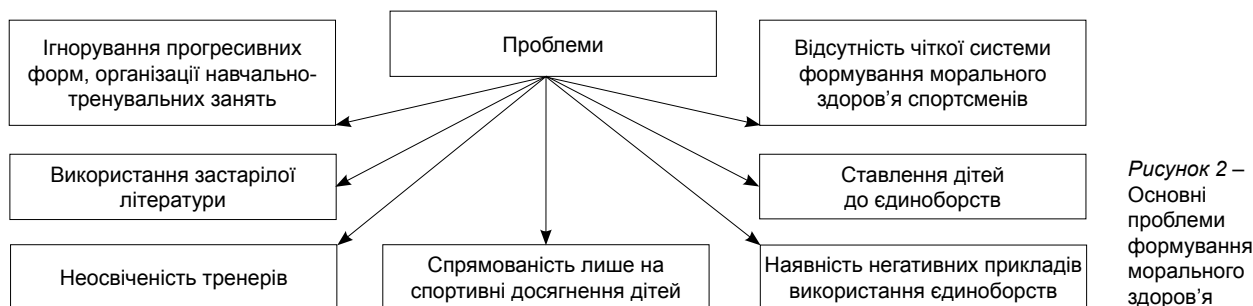 Проблеми
Ігнорування прогресивних
форм, організації навчально-
тренувальних занять
Відсутність чіткої системи
формування морального
здоров’я спортсменів
Використання застарілої
літератури
Ставлення дітей
до єдиноборств
Неосвіченість тренерів
Спрямованість лише на
спортивні досягнення дітей
Наявність негативних прикладів
використання єдиноборств
Рисунок 2 –
Основні
проблеми
формування
морального
здоров’я